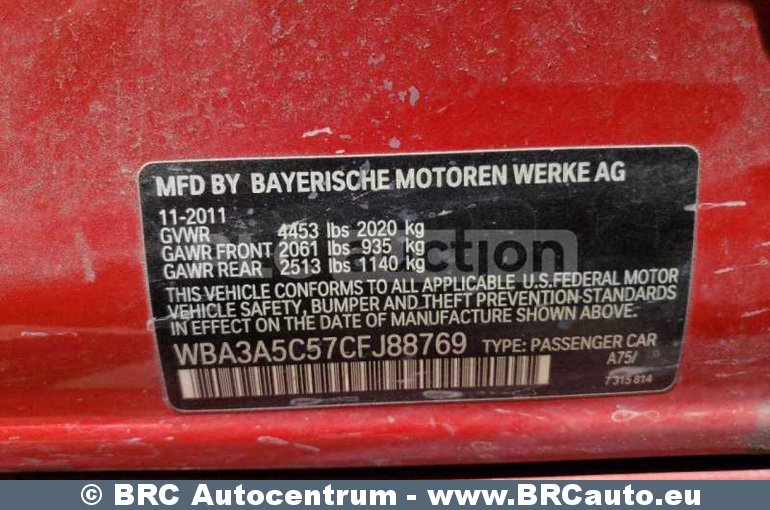 MFD BY BAYERISCHE MOTOREN WERKE AG
11-2011
GVWR 4453 lbs 2020 kg
GAWR FRONT 2061 lbs 935 kg
GAWR REAR 2513 lbs 1140 kg
THIS VEHICLE CONFORMS TO ALL APPLICABLE U.S.FEDERAL MOTOR
VEHICLE SAFETY, BUMPER AND THEFT PREVENTION STANDARDS
IN EFFECT ON THE DATE OF MANUFACTURE SHOWN ABOVE.
WBA3A5C57CFJ88769 TYPE: PASSENGER CAR
A75/
7 315 814
© BRC Autocentrum - www.BRCauto.eu